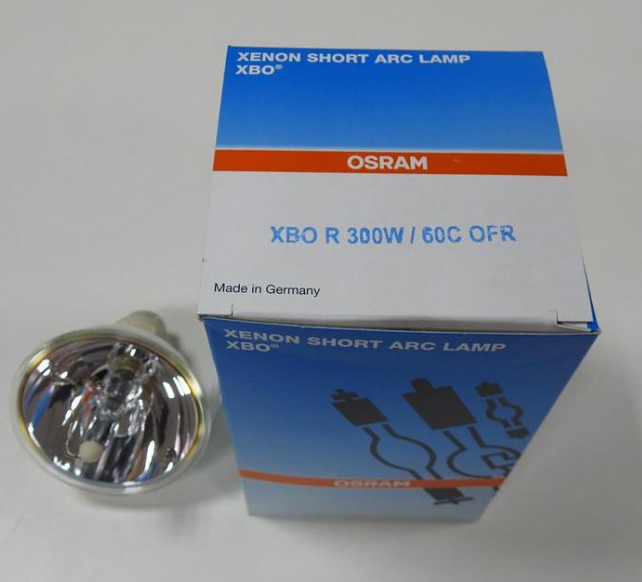 XENON SHORT ARC LAMP
XBO®
OSRAM
XBO R 300W / 60C OFR
Made in Germany
XENON SHORT ARC LAMP
XBO®
OSRAM